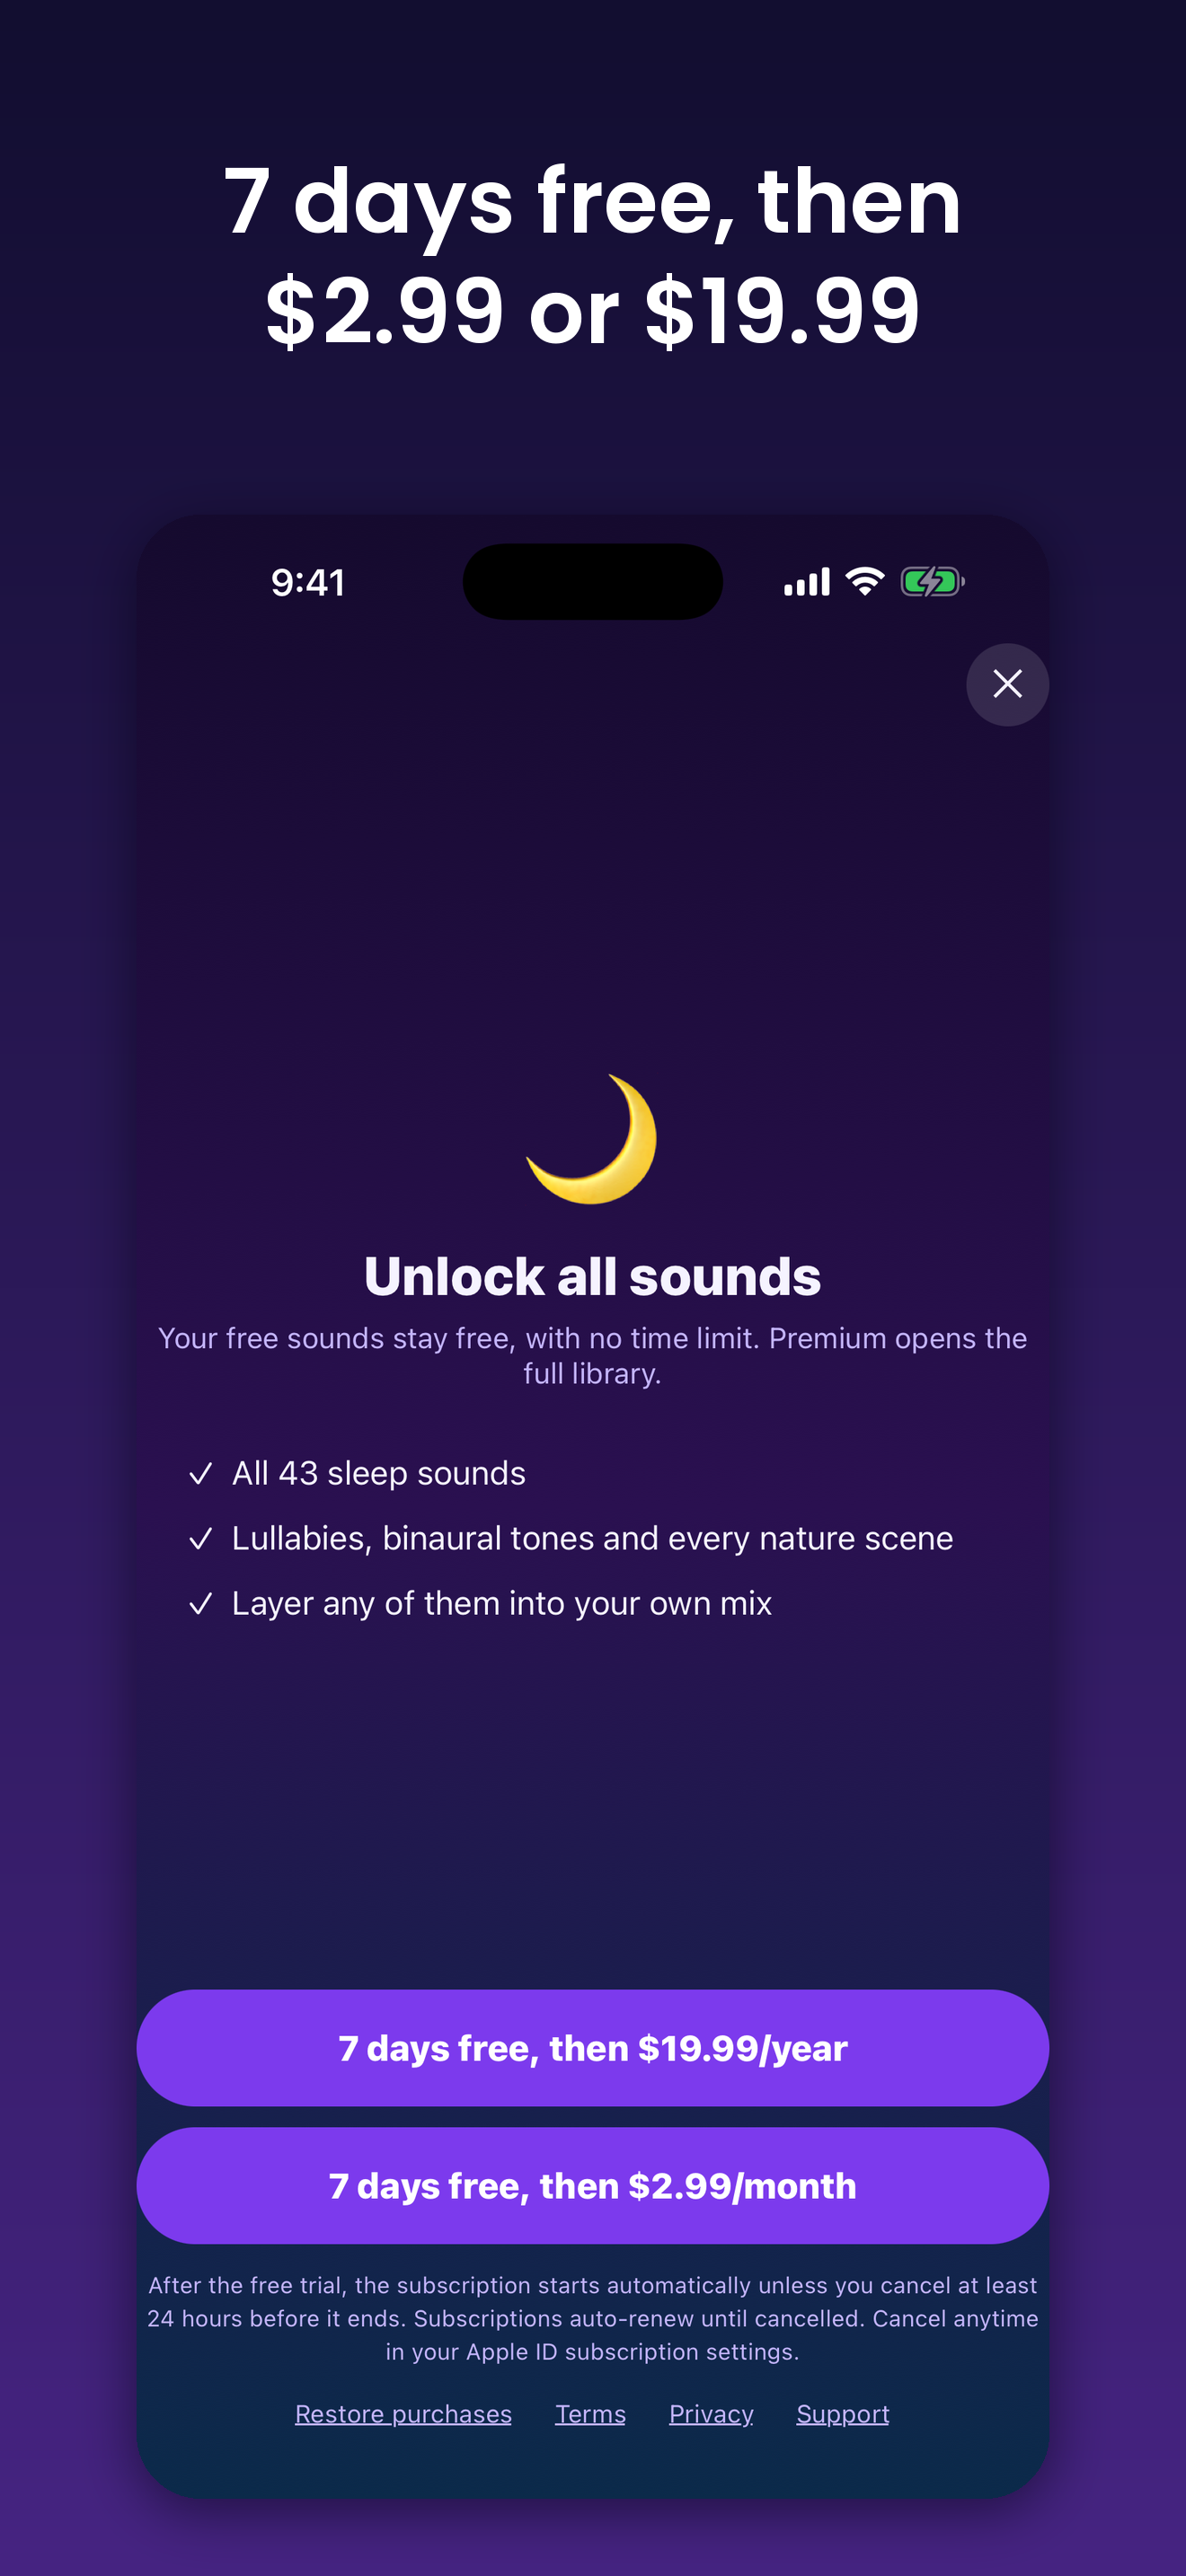 7 days free, then
$2.99 or $19.99
9:41
Unlock all sounds
Your free sounds stay free, with no time limit. Premium opens the
full library.
✓ All 43 sleep sounds
✓ Lullabies, binaural tones and every nature scene
✓ Layer any of them into your own mix
7 days free, then $19.99/year
7 days free, then $2.99/month
After the free trial, the subscription starts automatically unless you cancel at least
24 hours before it ends. Subscriptions auto-renew until cancelled. Cancel anytime
in your Apple ID subscription settings.
Restore purchases Terms Privacy Support